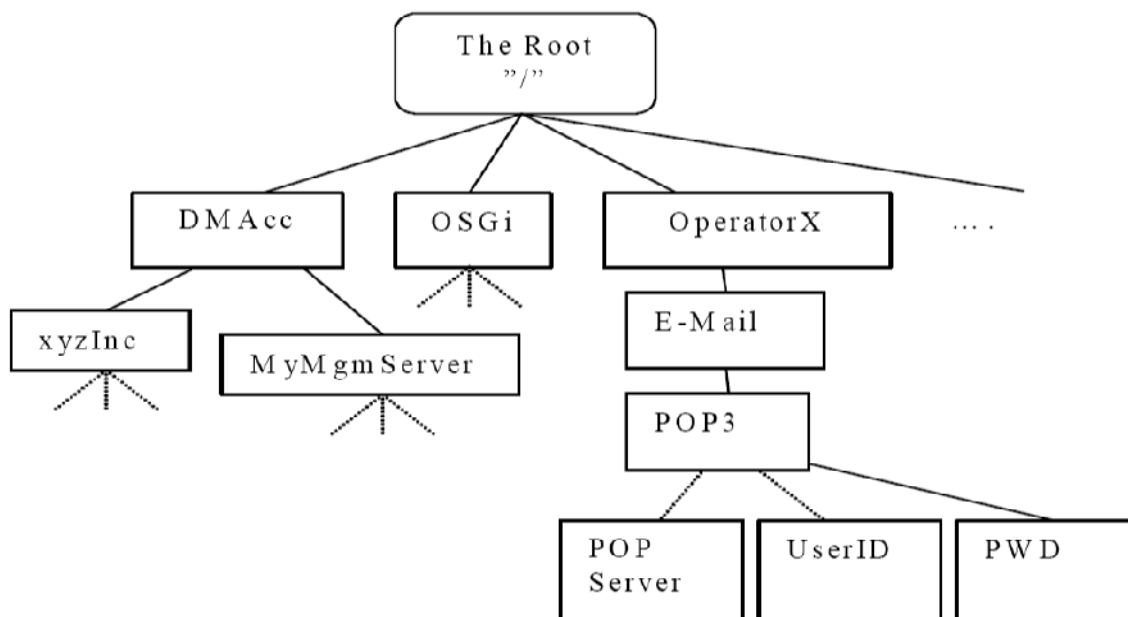 The Root
”/”
DMAcc
OSGi
OperatorX
....
xyzInc
MyMgmServer
E-Mail
POP3
POP
Server
UserID
PWD